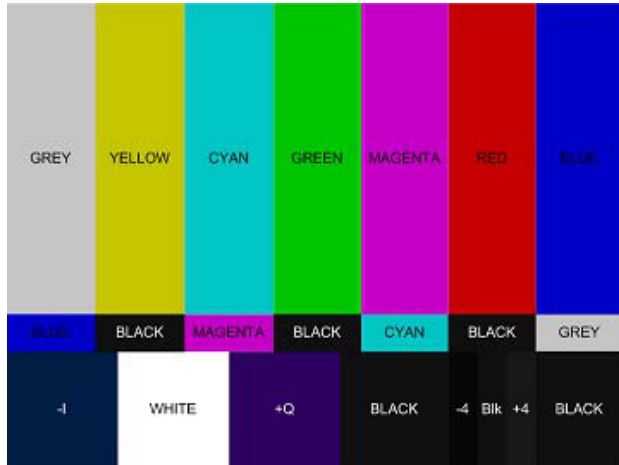 GREY YELLOW CYAN GREEN MAGENTA RED BLUE
BLUE BLACK MAGENTA BLACK CYAN BLACK GREY
-I WHITE +Q BLACK -4 Blk +4 BLACK